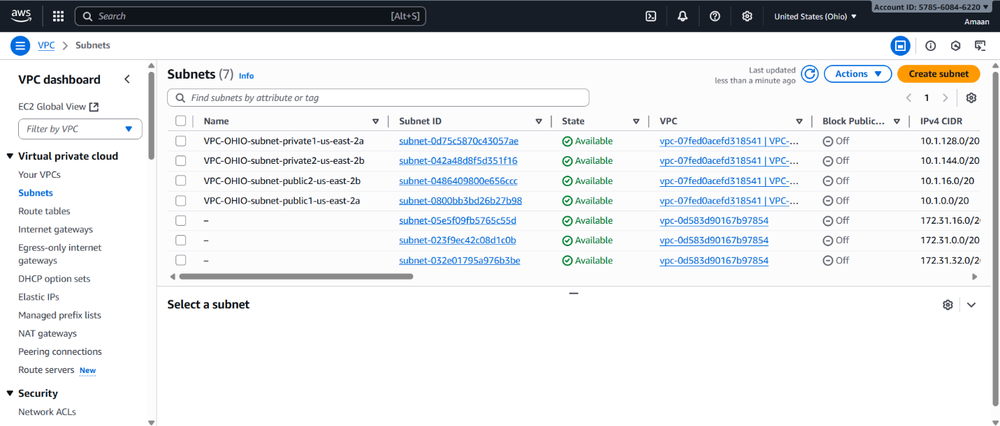 aws
Search [Alt+S]
United States (Ohio)
Account ID: 5785-6084-6220
Amaan
VPC
Subnets
VPC dashboard
EC2 Global View
Filter by VPC
Virtual private cloud
Your VPCs
Subnets
Route tables
Internet gateways
Egress-only internet
gateways
DHCP option sets
Elastic IPs
Managed prefix lists
NAT gateways
Peering connections
Route servers New
Security
Network ACLs
Subnets (7) Info
Last updated
less than a minute ago
Actions
Create subnet
Find subnets by attribute or tag
1
Name Subnet ID State VPC Block Public... IPv4 CIDR
VPC-OHIO-subnet-private1-us-east-2a subnet-0d75c5870c43057ae Available vpc-07fed0acefd318541 | VPC-... Off 10.1.128.0/20
VPC-OHIO-subnet-private2-us-east-2b subnet-042a48d8f5d351f16 Available vpc-07fed0acefd318541 | VPC-... Off 10.1.144.0/20
VPC-OHIO-subnet-public2-us-east-2b subnet-0486409800e656ccc Available vpc-07fed0acefd318541 | VPC-... Off 10.1.16.0/20
VPC-OHIO-subnet-public1-us-east-2a subnet-0800bb3bd26b27b98 Available vpc-07fed0acefd318541 | VPC-... Off 10.1.0.0/20
– subnet-05e5f09fb5765c55d Available vpc-0d583d90167b97854 Off 172.31.16.0/20
– subnet-023f9ec42c08d1c0b Available vpc-0d583d90167b97854 Off 172.31.0.0/20
– subnet-032e01795a976b3be Available vpc-0d583d90167b97854 Off 172.31.32.0/20
Select a subnet